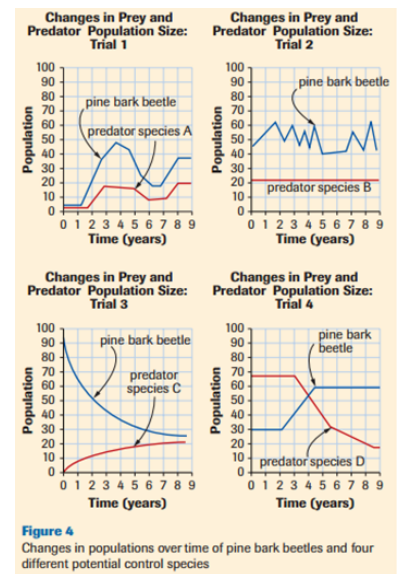 Changes in Prey and
Predator Population Size:
Trial 1
100
90
80
70
60
50
40
30
20
10
0
Population
pine bark beetle
predator species A
0 1 2 3 4 5 6 7 8 9
Time (years)
Changes in Prey and
Predator Population Size:
Trial 2
100
90
80
70
60
50
40
30
20
10
0
Population
pine bark beetle
predator species B
0 1 2 3 4 5 6 7 8 9
Time (years)
Changes in Prey and
Predator Population Size:
Trial 3
100
90
80
70
60
50
40
30
20
10
0
Population
pine bark beetle
predator
species C
0 1 2 3 4 5 6 7 8 9
Time (years)
Changes in Prey and
Predator Population Size:
Trial 4
100
90
80
70
60
50
40
30
20
10
0
Population
pine bark
beetle
predator species D
0 1 2 3 4 5 6 7 8 9
Time (years)
Figure 4
Changes in populations over time of pine bark beetles and four
different potential control species